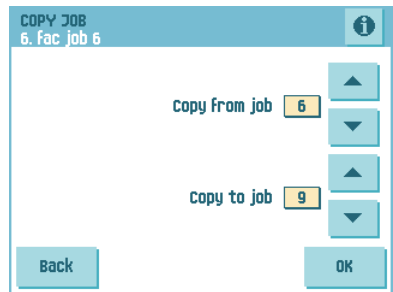 COPY JOB
6. Fac job 6
Copy from job 6
Copy to job 9
Back OK